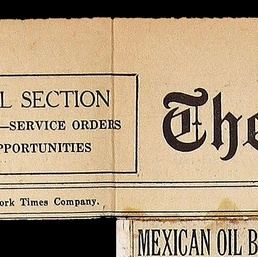 L SECTION
—SERVICE ORDERS
PPORTUNITIES
The
ork Times Company.
MEXICAN OIL B